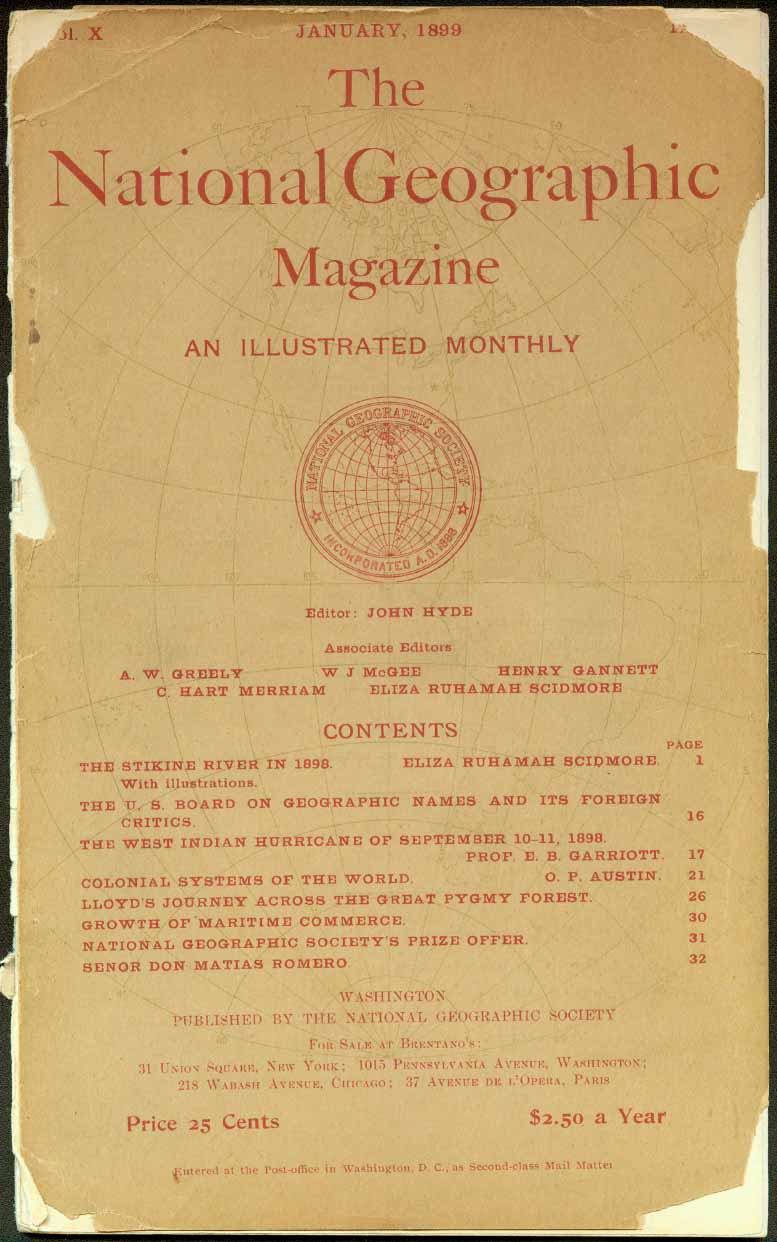 Vol. X
JANUARY, 1899
The
National Geographic
Magazine
AN ILLUSTRATED MONTHLY
NATIONAL GEOGRAPHIC SOCIETY
INCORPORATED A.D. 1888
Editor: JOHN HYDE
Associate Editors
A. W. GREELY W J McGEE HENRY GANNETT
C. HART MERRIAM ELIZA RUHAMAH SCIDMORE
CONTENTS
PAGE
THE STIKINE RIVER IN 1898. ELIZA RUHAMAH SCIDMORE. 1
With illustrations.
THE U. S. BOARD ON GEOGRAPHIC NAMES AND ITS FOREIGN
CRITICS. 16
THE WEST INDIAN HURRICANE OF SEPTEMBER 10-11, 1898.
PROF. E. B. GARRIOTT. 17
COLONIAL SYSTEMS OF THE WORLD. O. P. AUSTIN. 21
LLOYD'S JOURNEY ACROSS THE GREAT PYGMY FOREST. 26
GROWTH OF MARITIME COMMERCE. 30
NATIONAL GEOGRAPHIC SOCIETY'S PRIZE OFFER. 31
SENOR DON MATIAS ROMERO. 32
WASHINGTON
PUBLISHED BY THE NATIONAL GEOGRAPHIC SOCIETY
For Sale at Brentano's:
31 Union Square, New York; 1015 Pennsylvania Avenue, Washington;
218 Wabash Avenue, Chicago; 37 Avenue de l'Opera, Paris
Price 25 Cents $2.50 a Year
Entered at the Post-office in Washington, D. C., as Second-class Mail Matter